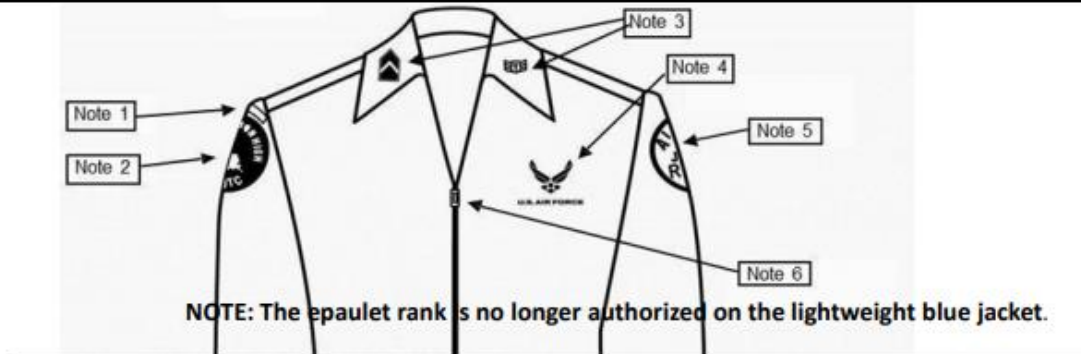 Note 3
Note 4
Note 1
Note 5
Note 2
U.S. AIR FORCE
Note 6
NOTE: The epaulet rank is no longer authorized on the lightweight blue jacket.